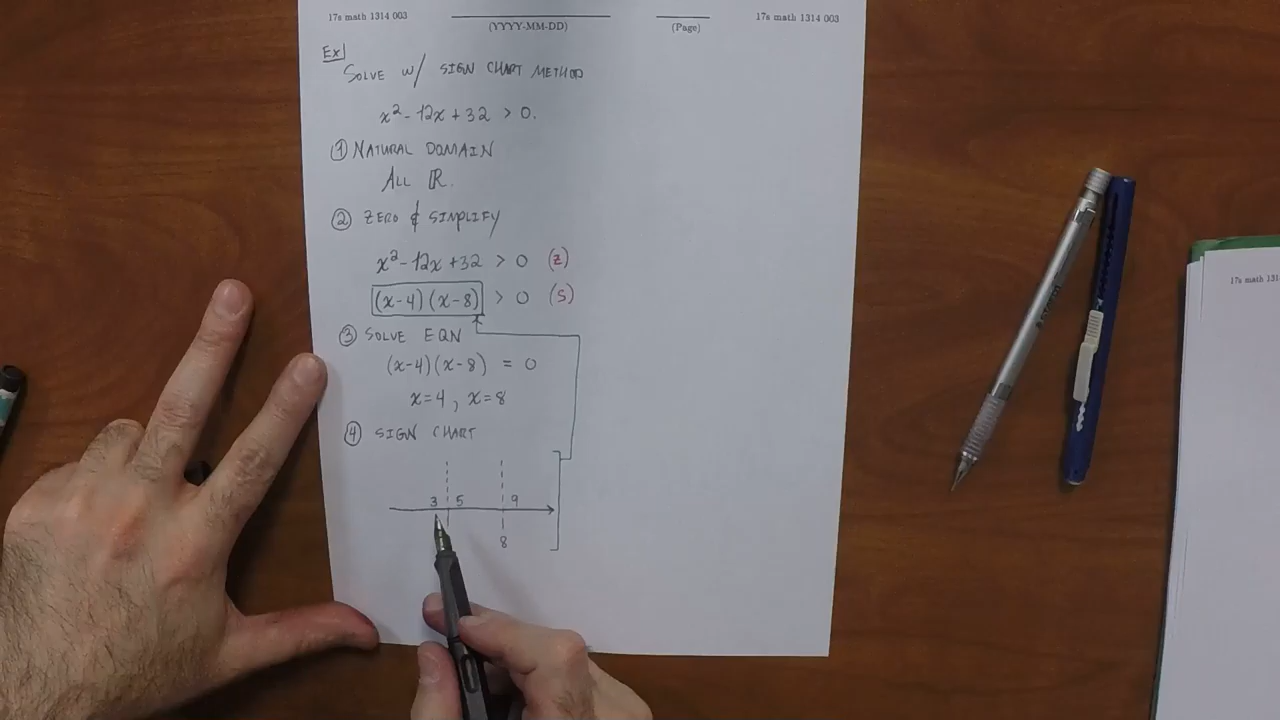 17s math 1314 003 (YYYY-MM-DD) (Page) 17s math 1314 003
Ex
SOLVE W/ SIGN CHART METHOD
x² - 12x + 32 > 0.
① NATURAL DOMAIN
ALL ℝ.
② ZERO & SIMPLIFY
x² - 12x + 32 > 0 (Z)
(x-4)(x-8) > 0 (S)
③ SOLVE EQN
(x-4)(x-8) = 0
x=4, x=8
④ SIGN CHART
3 5 9
8
17s math 131